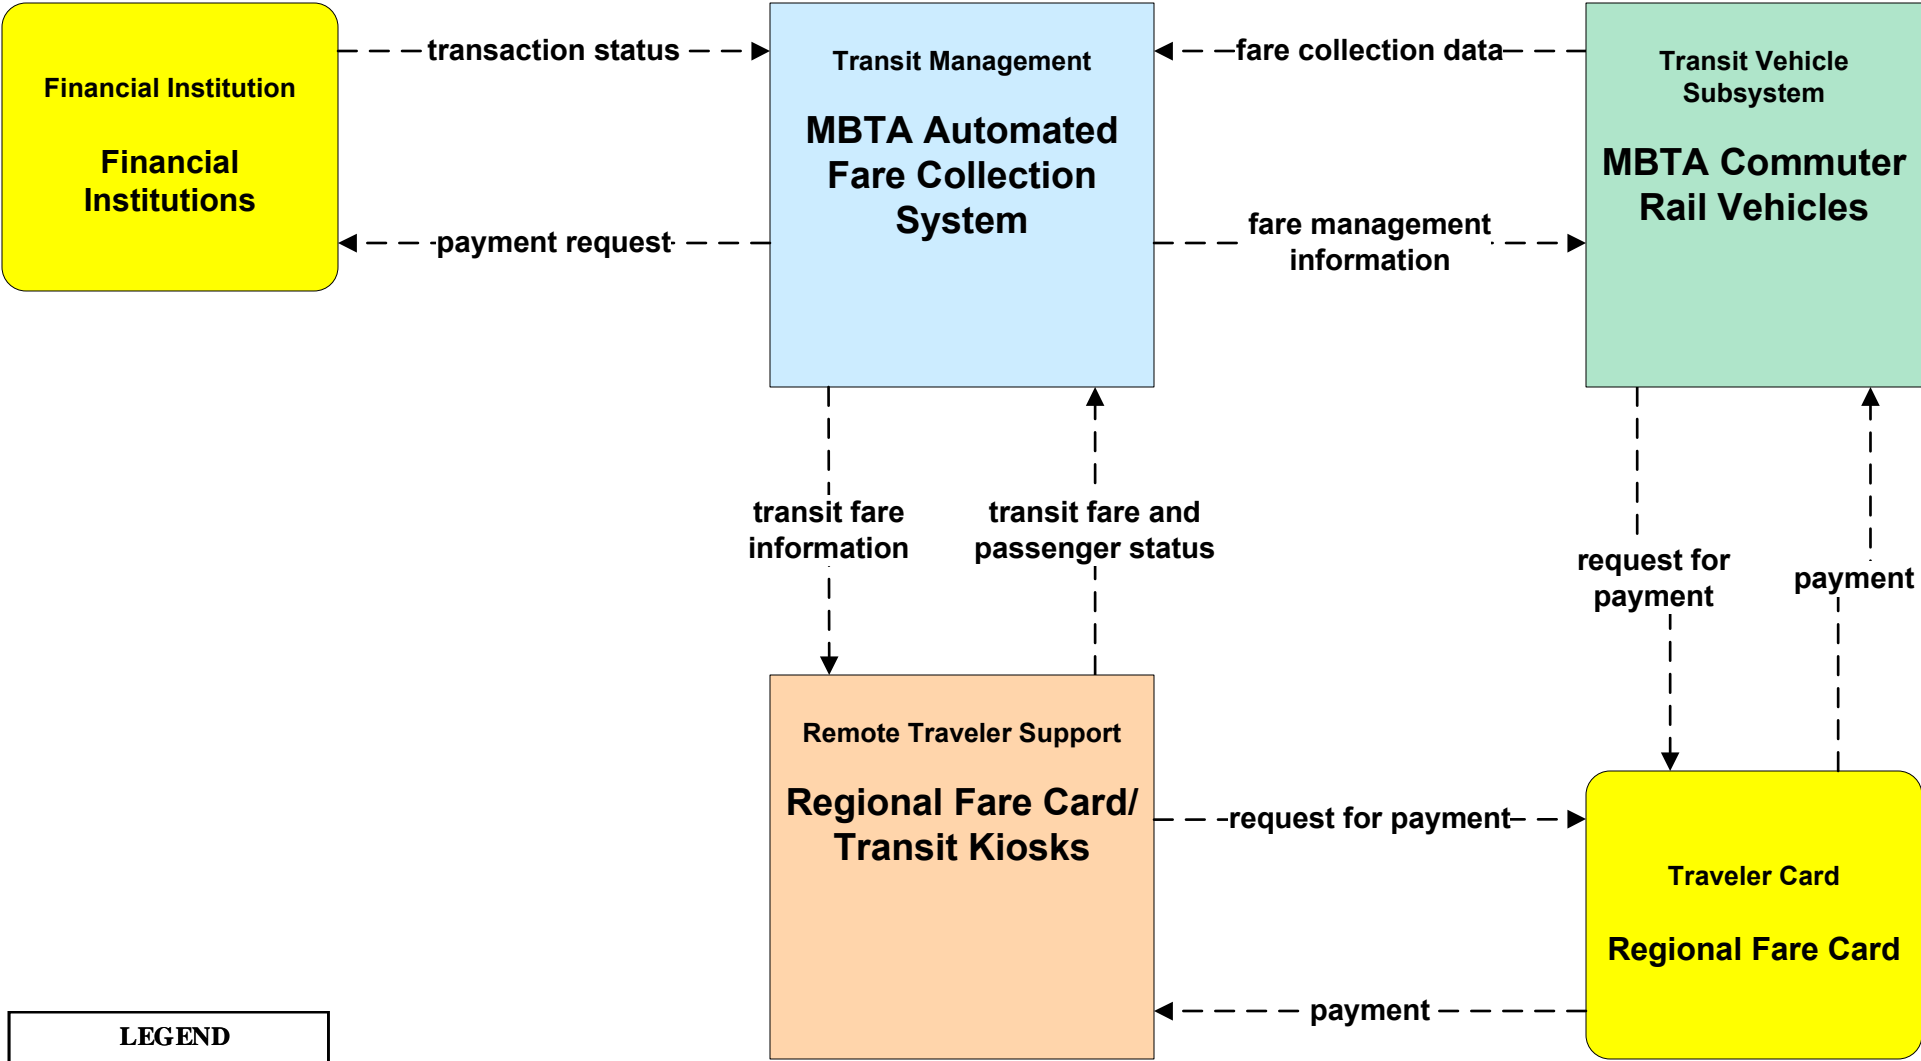 transaction status
fare collection data
Financial Institution
Financial
Institutions
Transit Management
MBTA Automated
Fare Collection
System
Transit Vehicle
Subsystem
MBTA Commuter
Rail Vehicles
payment request
fare management
information
transit fare
information
transit fare and
passenger status
request for
payment
payment
Remote Traveler Support
Regional Fare Card/
Transit Kiosks
request for payment
Traveler Card
Regional Fare Card
payment
LEGEND